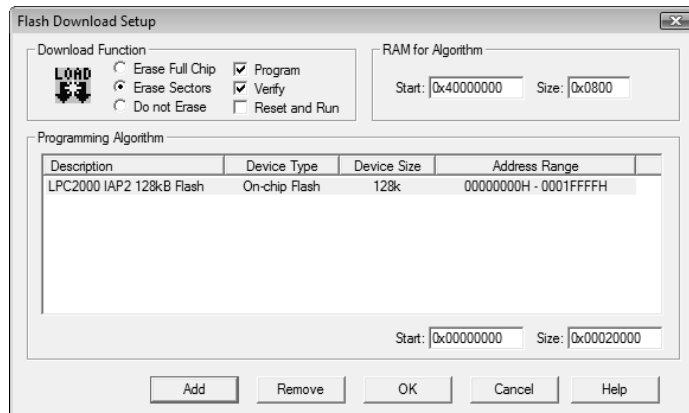 Flash Download Setup
Download Function
LOAD
Erase Full Chip
Erase Sectors
Do not Erase
Program
Verify
Reset and Run
RAM for Algorithm
Start: 0x40000000 Size: 0x0800
Programming Algorithm
Description Device Type Device Size Address Range
LPC2000 IAP2 128kB Flash On-chip Flash 128k 00000000H - 0001FFFFH
Start: 0x00000000 Size: 0x00020000
Add Remove OK Cancel Help